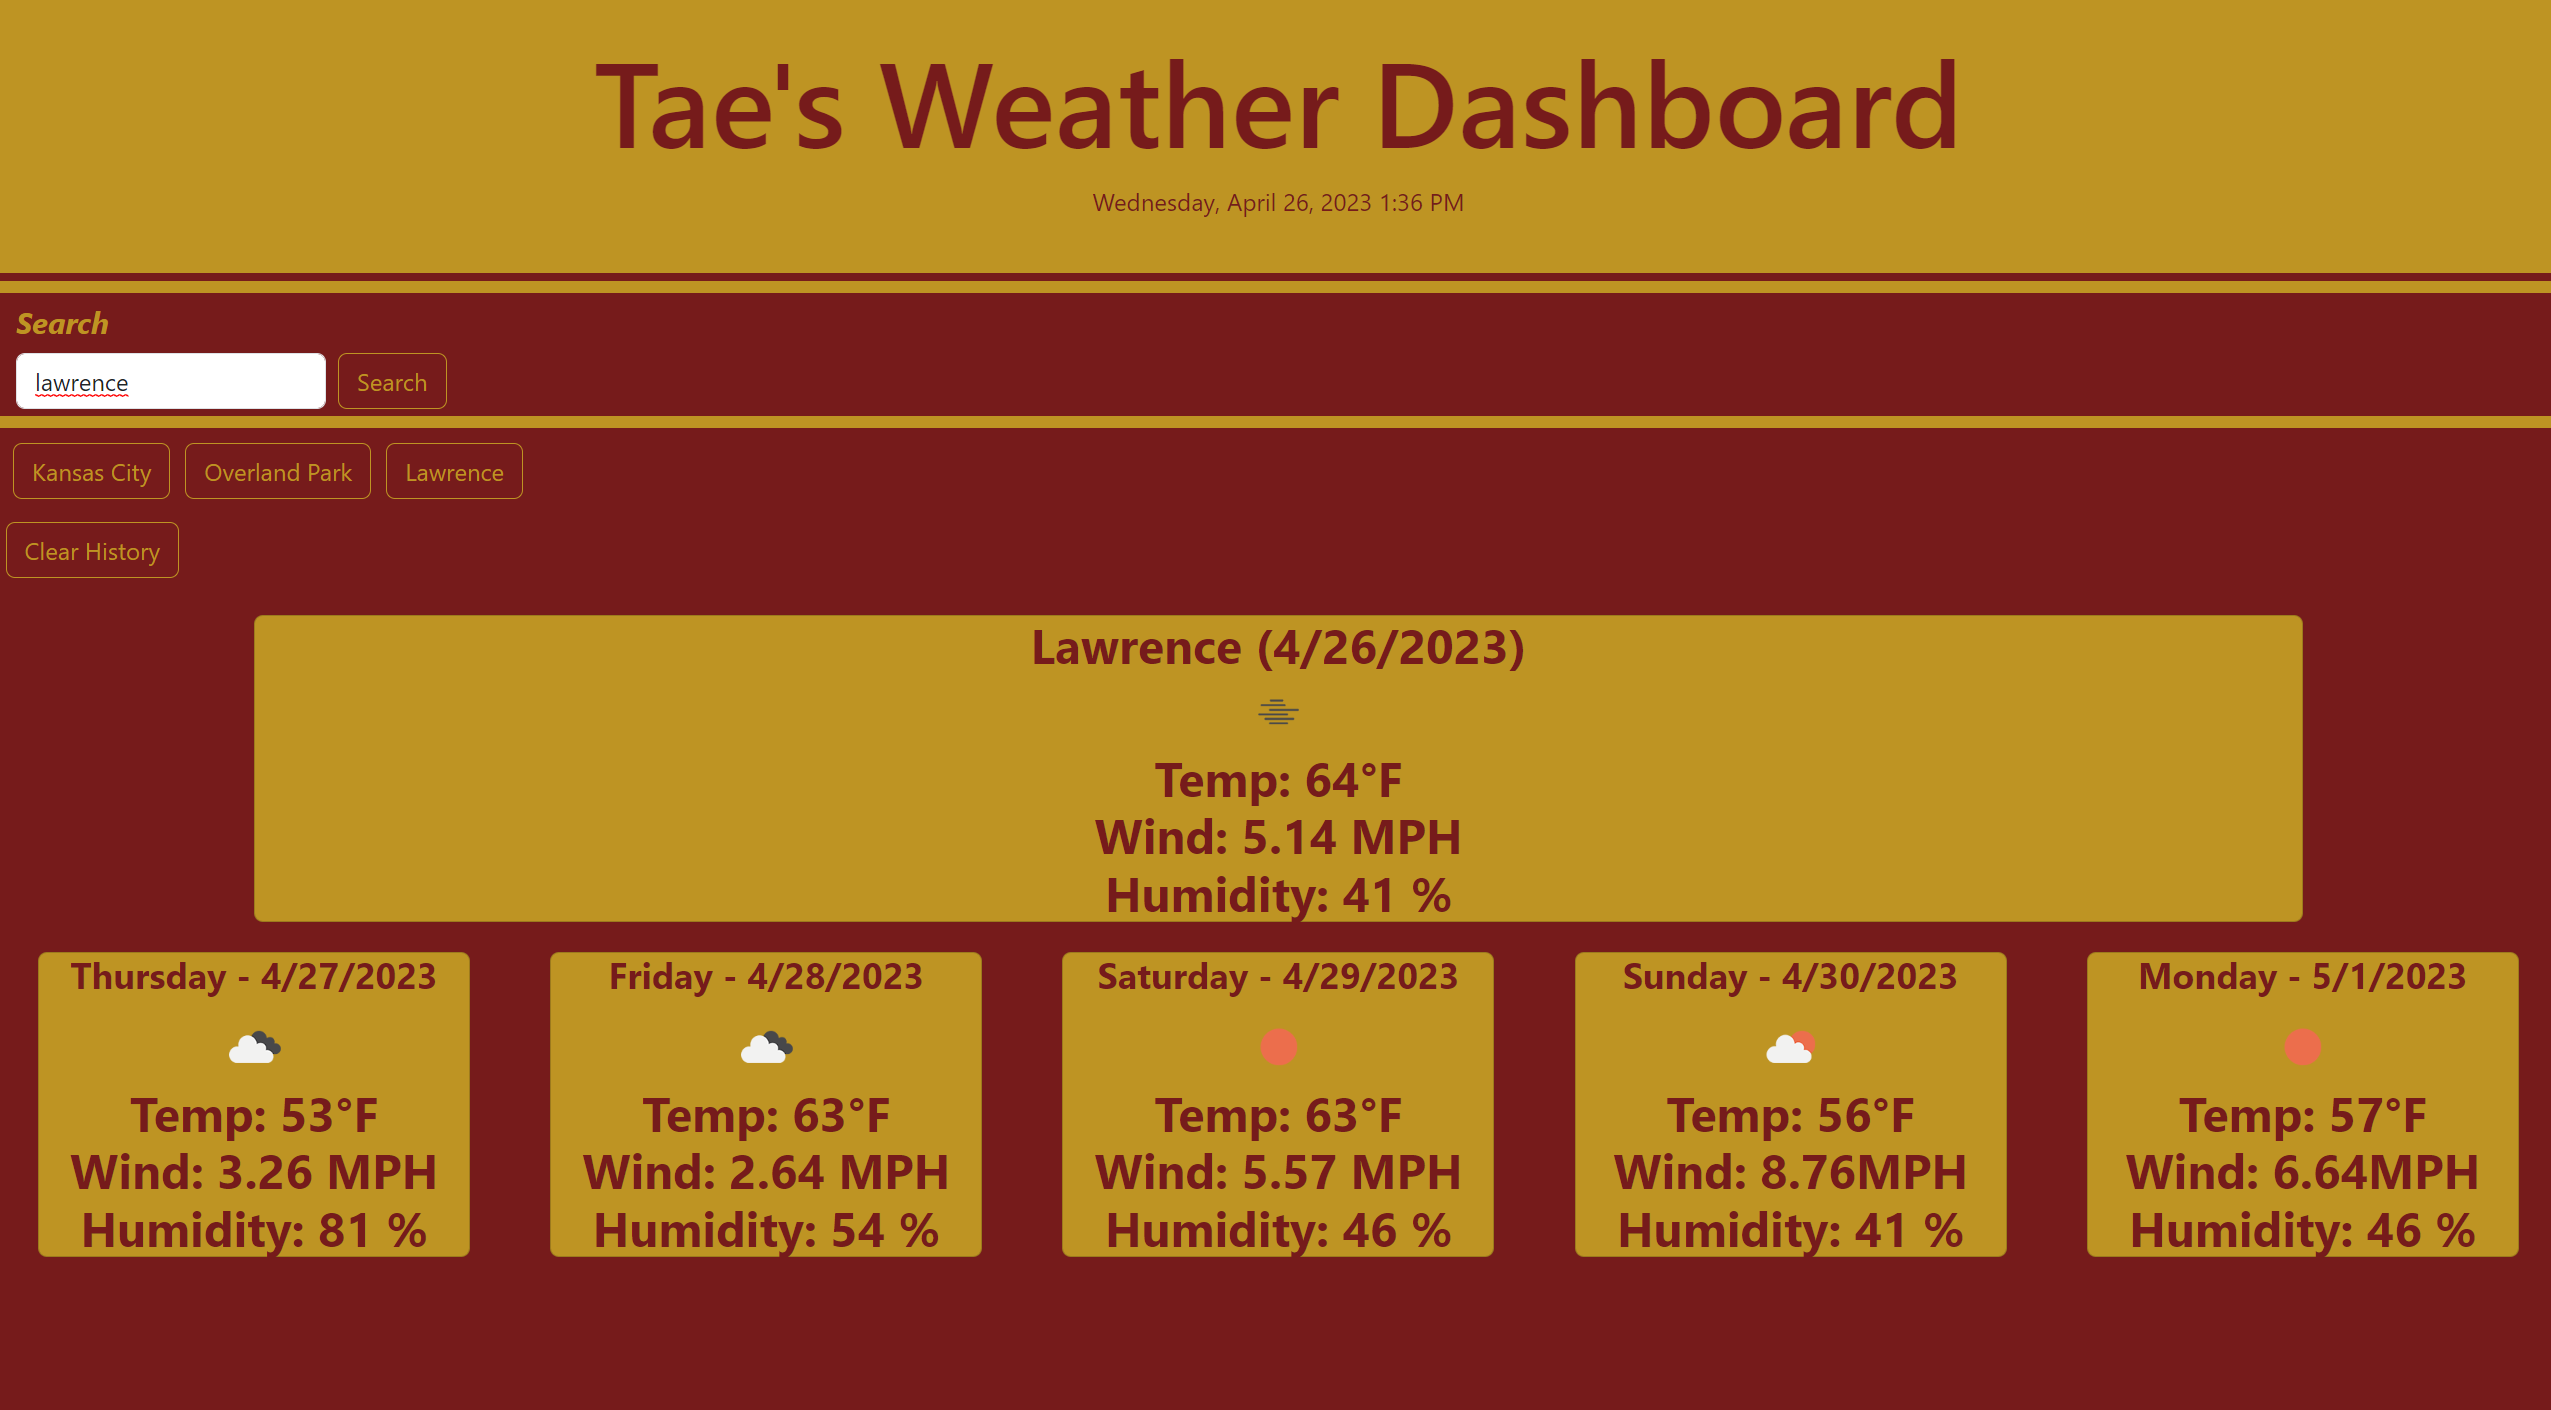 Tae's Weather Dashboard
Wednesday, April 26, 2023 1:36 PM
Search
lawrence Search
Kansas City Overland Park Lawrence
Clear History
Lawrence (4/26/2023)
Temp: 64°F
Wind: 5.14 MPH
Humidity: 41 %
Thursday - 4/27/2023
Temp: 53°F
Wind: 3.26 MPH
Humidity: 81 %
Friday - 4/28/2023
Temp: 63°F
Wind: 2.64 MPH
Humidity: 54 %
Saturday - 4/29/2023
Temp: 63°F
Wind: 5.57 MPH
Humidity: 46 %
Sunday - 4/30/2023
Temp: 56°F
Wind: 8.76MPH
Humidity: 41 %
Monday - 5/1/2023
Temp: 57°F
Wind: 6.64MPH
Humidity: 46 %